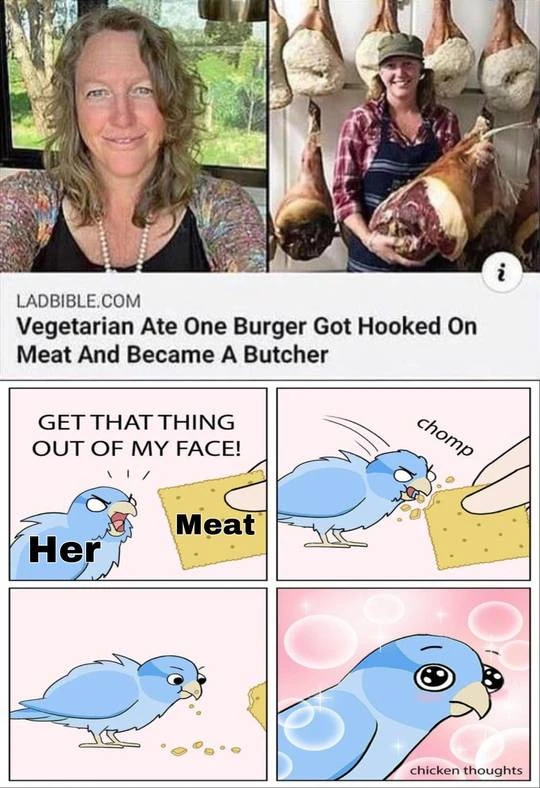 LADBIBLE.COM
Vegetarian Ate One Burger Got Hooked On
Meat And Became A Butcher
GET THAT THING
OUT OF MY FACE!
Her
Meat
chomp
chicken thoughts